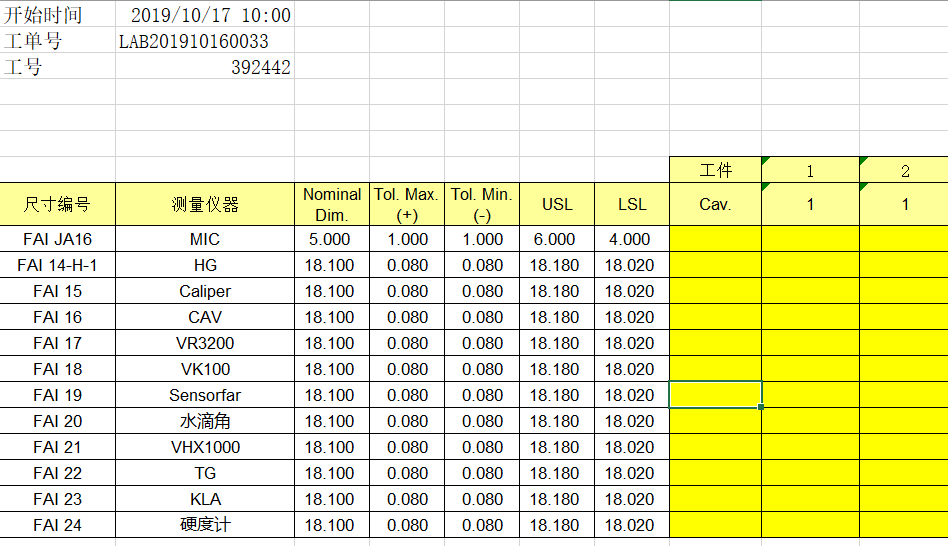 开始时间 2019/10/17 10:00
工单号 LAB201910160033
工号 392442
工件 1 2
尺寸编号 测量仪器 Nominal Dim. Tol. Max. (+) Tol. Min. (-) USL LSL Cav. 1 1
FAI JA16 MIC 5.000 1.000 1.000 6.000 4.000
FAI 14-H-1 HG 18.100 0.080 0.080 18.180 18.020
FAI 15 Caliper 18.100 0.080 0.080 18.180 18.020
FAI 16 CAV 18.100 0.080 0.080 18.180 18.020
FAI 17 VR3200 18.100 0.080 0.080 18.180 18.020
FAI 18 VK100 18.100 0.080 0.080 18.180 18.020
FAI 19 Sensorfar 18.100 0.080 0.080 18.180 18.020
FAI 20 水滴角 18.100 0.080 0.080 18.180 18.020
FAI 21 VHX1000 18.100 0.080 0.080 18.180 18.020
FAI 22 TG 18.100 0.080 0.080 18.180 18.020
FAI 23 KLA 18.100 0.080 0.080 18.180 18.020
FAI 24 硬度计 18.100 0.080 0.080 18.180 18.020